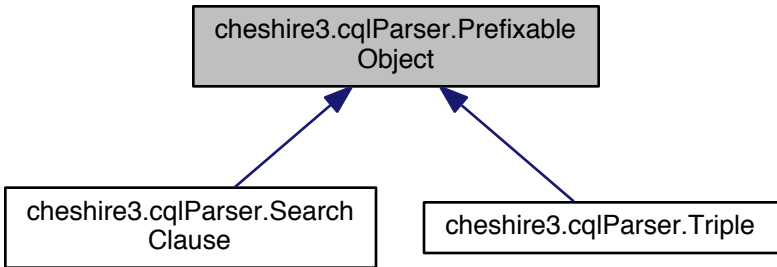 cheshire3.cqlParser.Prefixable
Object
cheshire3.cqlParser.Search
Clause
cheshire3.cqlParser.Triple